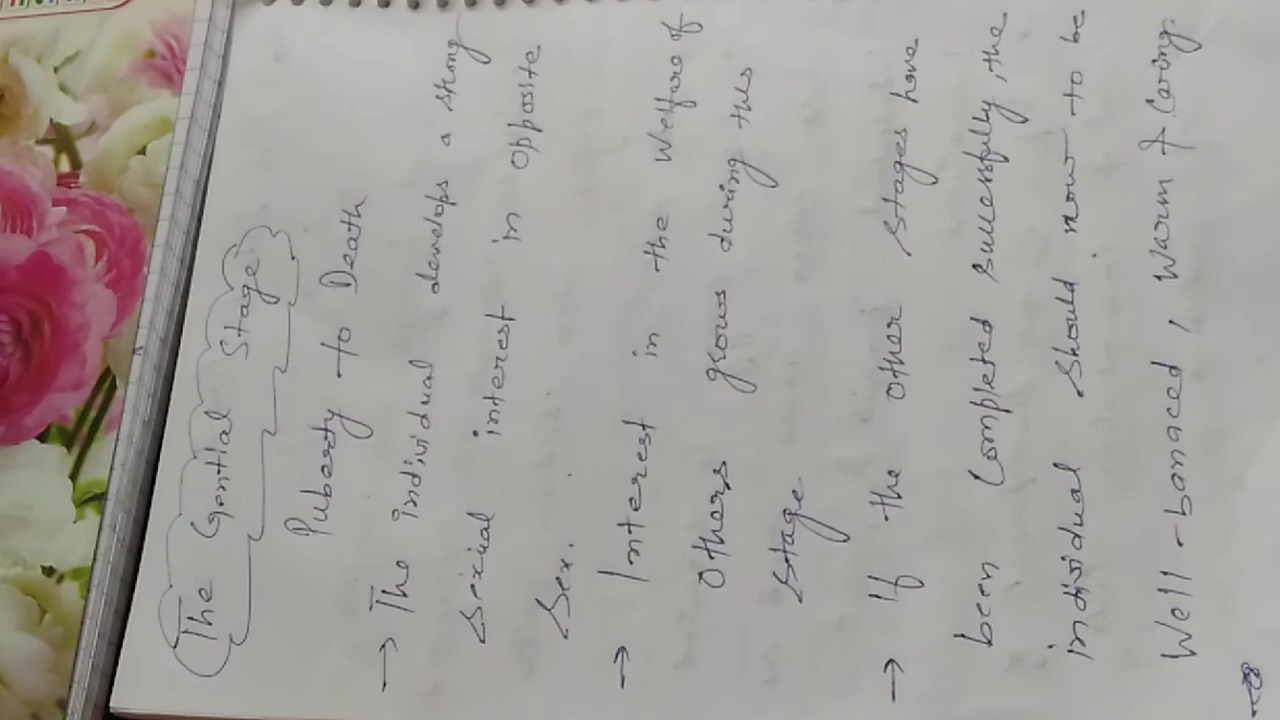 The Gential Stage
Puberty to Death
→ The individual develops a strong
sexual interest in opposite
sex.
→ Interest in the welfare of
Others grows during this
stage
→ If the other stages have
been Completed successfully, the
individual should now to be
Well-banaced, warm & Caring.